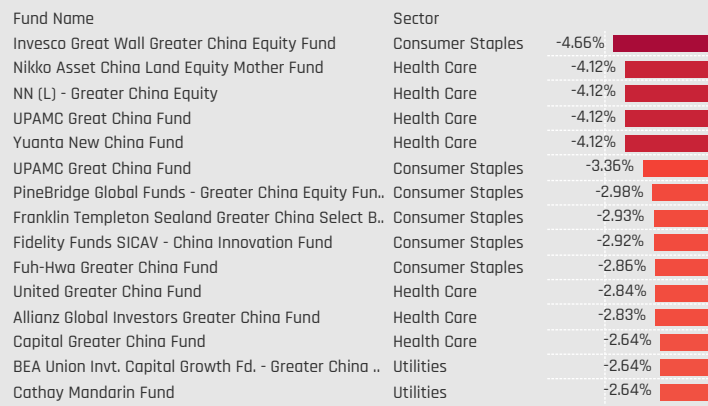 Fund Name Sector
Invesco Great Wall Greater China Equity Fund Consumer Staples -4.66%
Nikko Asset China Land Equity Mother Fund Health Care -4.12%
NN (L) - Greater China Equity Health Care -4.12%
UPAMC Great China Fund Health Care -4.12%
Yuanta New China Fund Health Care -4.12%
UPAMC Great China Fund Consumer Staples -3.36%
PineBridge Global Funds - Greater China Equity Fun.. Consumer Staples -2.98%
Franklin Templeton Sealand Greater China Select B.. Consumer Staples -2.93%
Fidelity Funds SICAV - China Innovation Fund Consumer Staples -2.92%
Fuh-Hwa Greater China Fund Consumer Staples -2.86%
United Greater China Fund Health Care -2.84%
Allianz Global Investors Greater China Fund Health Care -2.83%
Capital Greater China Fund Health Care -2.64%
BEA Union Invt. Capital Growth Fd. - Greater China .. Utilities -2.64%
Cathay Mandarin Fund Utilities -2.64%